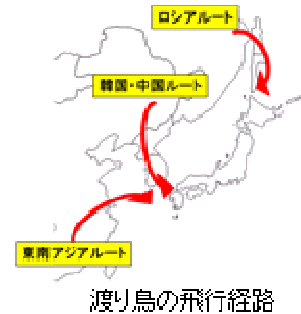 ロシアルート
韓国・中国ルート
東南アジアルート
渡り鳥の飛行経路